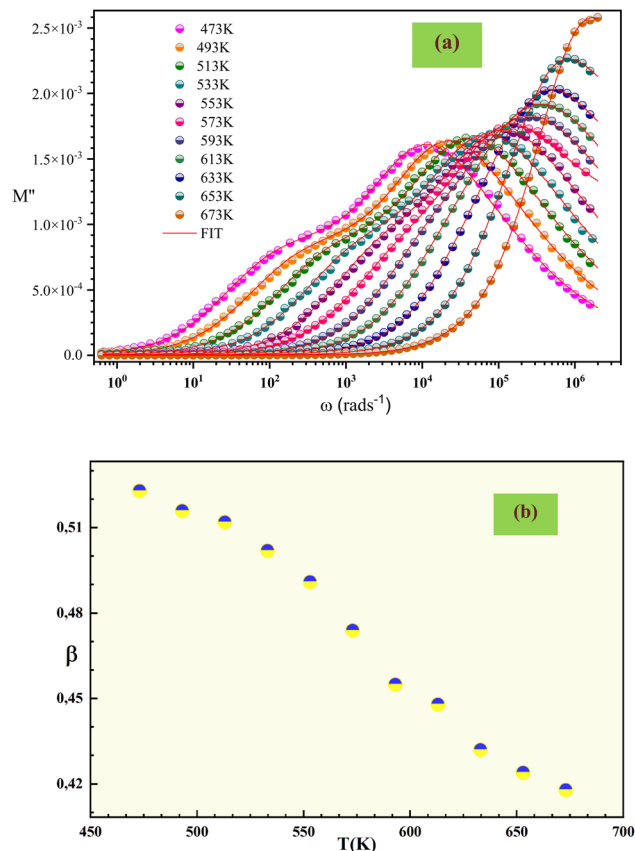 (a)
2.5×10⁻³
2.0×10⁻³
1.5×10⁻³
1.0×10⁻³
5.0×10⁻⁴
0.0
M''
473K
493K
513K
533K
553K
573K
593K
613K
633K
653K
673K
FIT
10⁰ 10¹ 10² 10³ 10⁴ 10⁵ 10⁶
ω (rads⁻¹)
(b)
0,51
0,48
0,45
0,42
β
450 500 550 600 650 700
T(K)